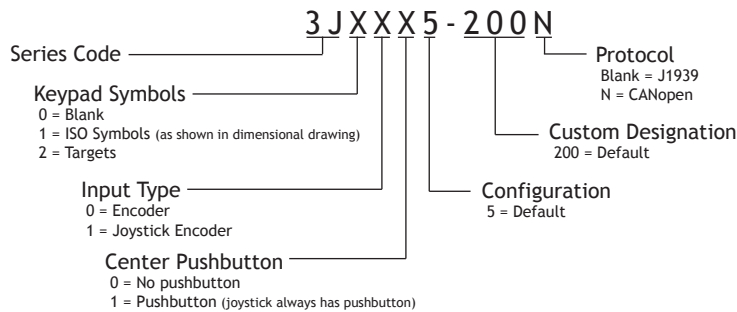 3JXXX5-200N
Series Code
Protocol
Blank = J1939
N = CANopen
Keypad Symbols
0 = Blank
1 = ISO Symbols (as shown in dimensional drawing)
2 = Targets
Custom Designation
200 = Default
Input Type
0 = Encoder
1 = Joystick Encoder
Configuration
5 = Default
Center Pushbutton
0 = No pushbutton
1 = Pushbutton (joystick always has pushbutton)